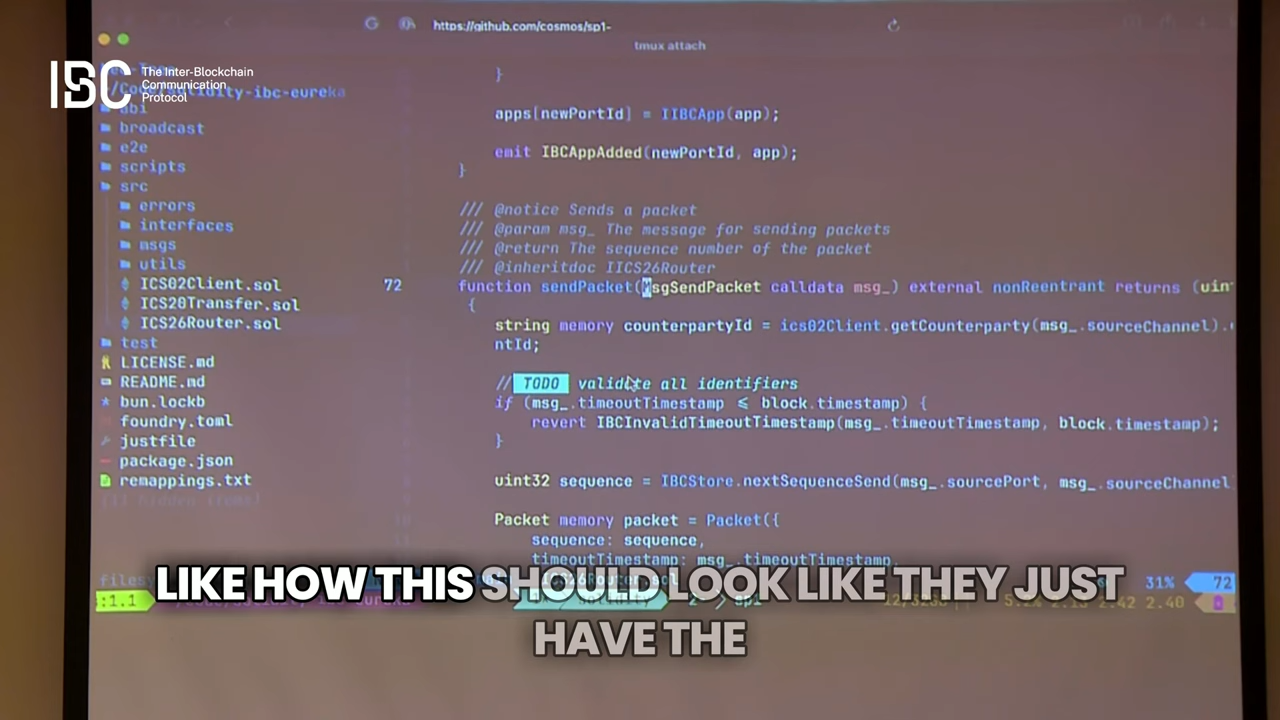 https://github.com/cosmos/sp1-
tmux attach
IBC The Inter-Blockchain
Communication
Protocol
broadcast
e2e
scripts
src
errors
interfaces
msgs
utils
ICS02Client.sol
ICS20Transfer.sol
ICS26Router.sol
test
LICENSE.md
README.md
bun.lockb
foundry.toml
justfile
package.json
remappings.txt
}
apps[newPortId] = IIBCApp(app);
emit IBCAppAdded(newPortId, app);
}
/// @notice Sends a packet
/// @param msg_ The message for sending packets
/// @return The sequence number of the packet
/// @inheritdoc IICS26Router
72 function sendPacket(MsgSendPacket calldata msg_) external nonReentrant returns (uin
{
string memory counterpartyId = ics02Client.getCounterparty(msg_.sourceChannel).
ntId;
// TODO validate all identifiers
if (msg_.timeoutTimestamp <= block.timestamp) {
revert IBCInvalidTimeoutTimestamp(msg_.timeoutTimestamp, block.timestamp);
}
uint32 sequence = IBCStore.nextSequenceSend(msg_.sourcePort, msg_.sourceChannel
Packet memory packet = Packet({
sequence: sequence,
timeoutTimestamp: msg_.timeoutTimestamp,
31% 72
LIKE HOW THIS SHOULD LOOK LIKE THEY JUST
HAVE THE